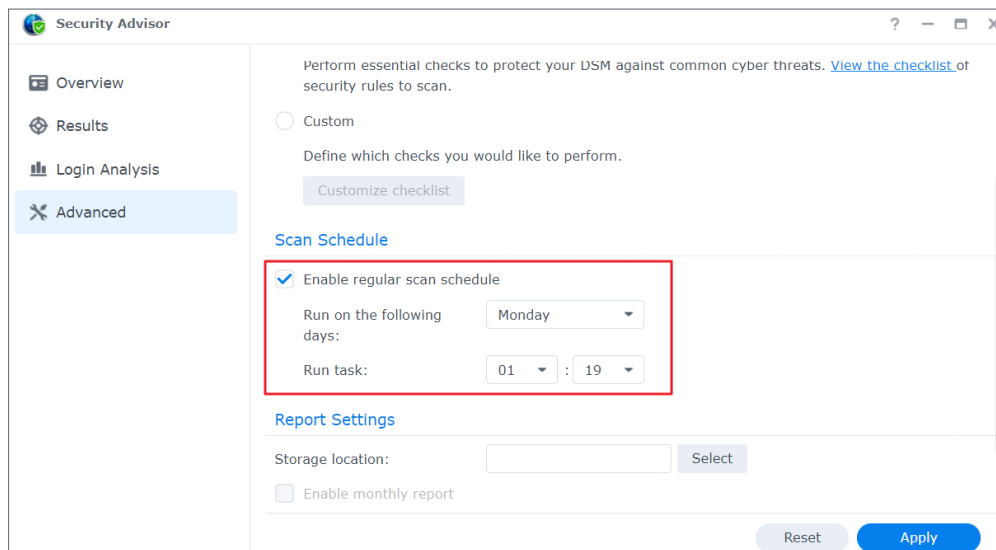 Security Advisor
?
Overview
Results
Login Analysis
Advanced
Perform essential checks to protect your DSM against common cyber threats. View the checklist of
security rules to scan.
Custom
Define which checks you would like to perform.
Customize checklist
Scan Schedule
Enable regular scan schedule
Run on the following
days:
Monday
Run task:
01 : 19
Report Settings
Storage location:
Select
Enable monthly report
Reset
Apply